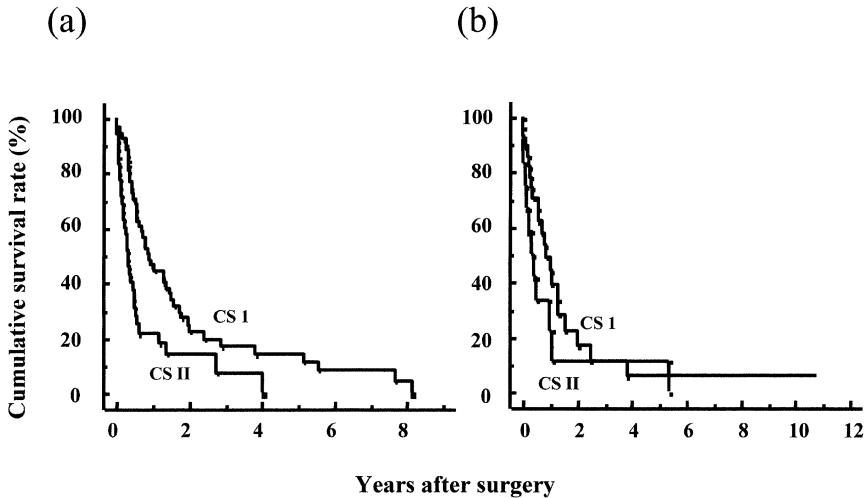 (a)
(b)
Cumulative survival rate (%)
100
80
60
40
20
0
CS 1
CS II
0 2 4 6 8
100
80
60
40
20
0
CS 1
CS II
0 2 4 6 8 10 12
Years after surgery